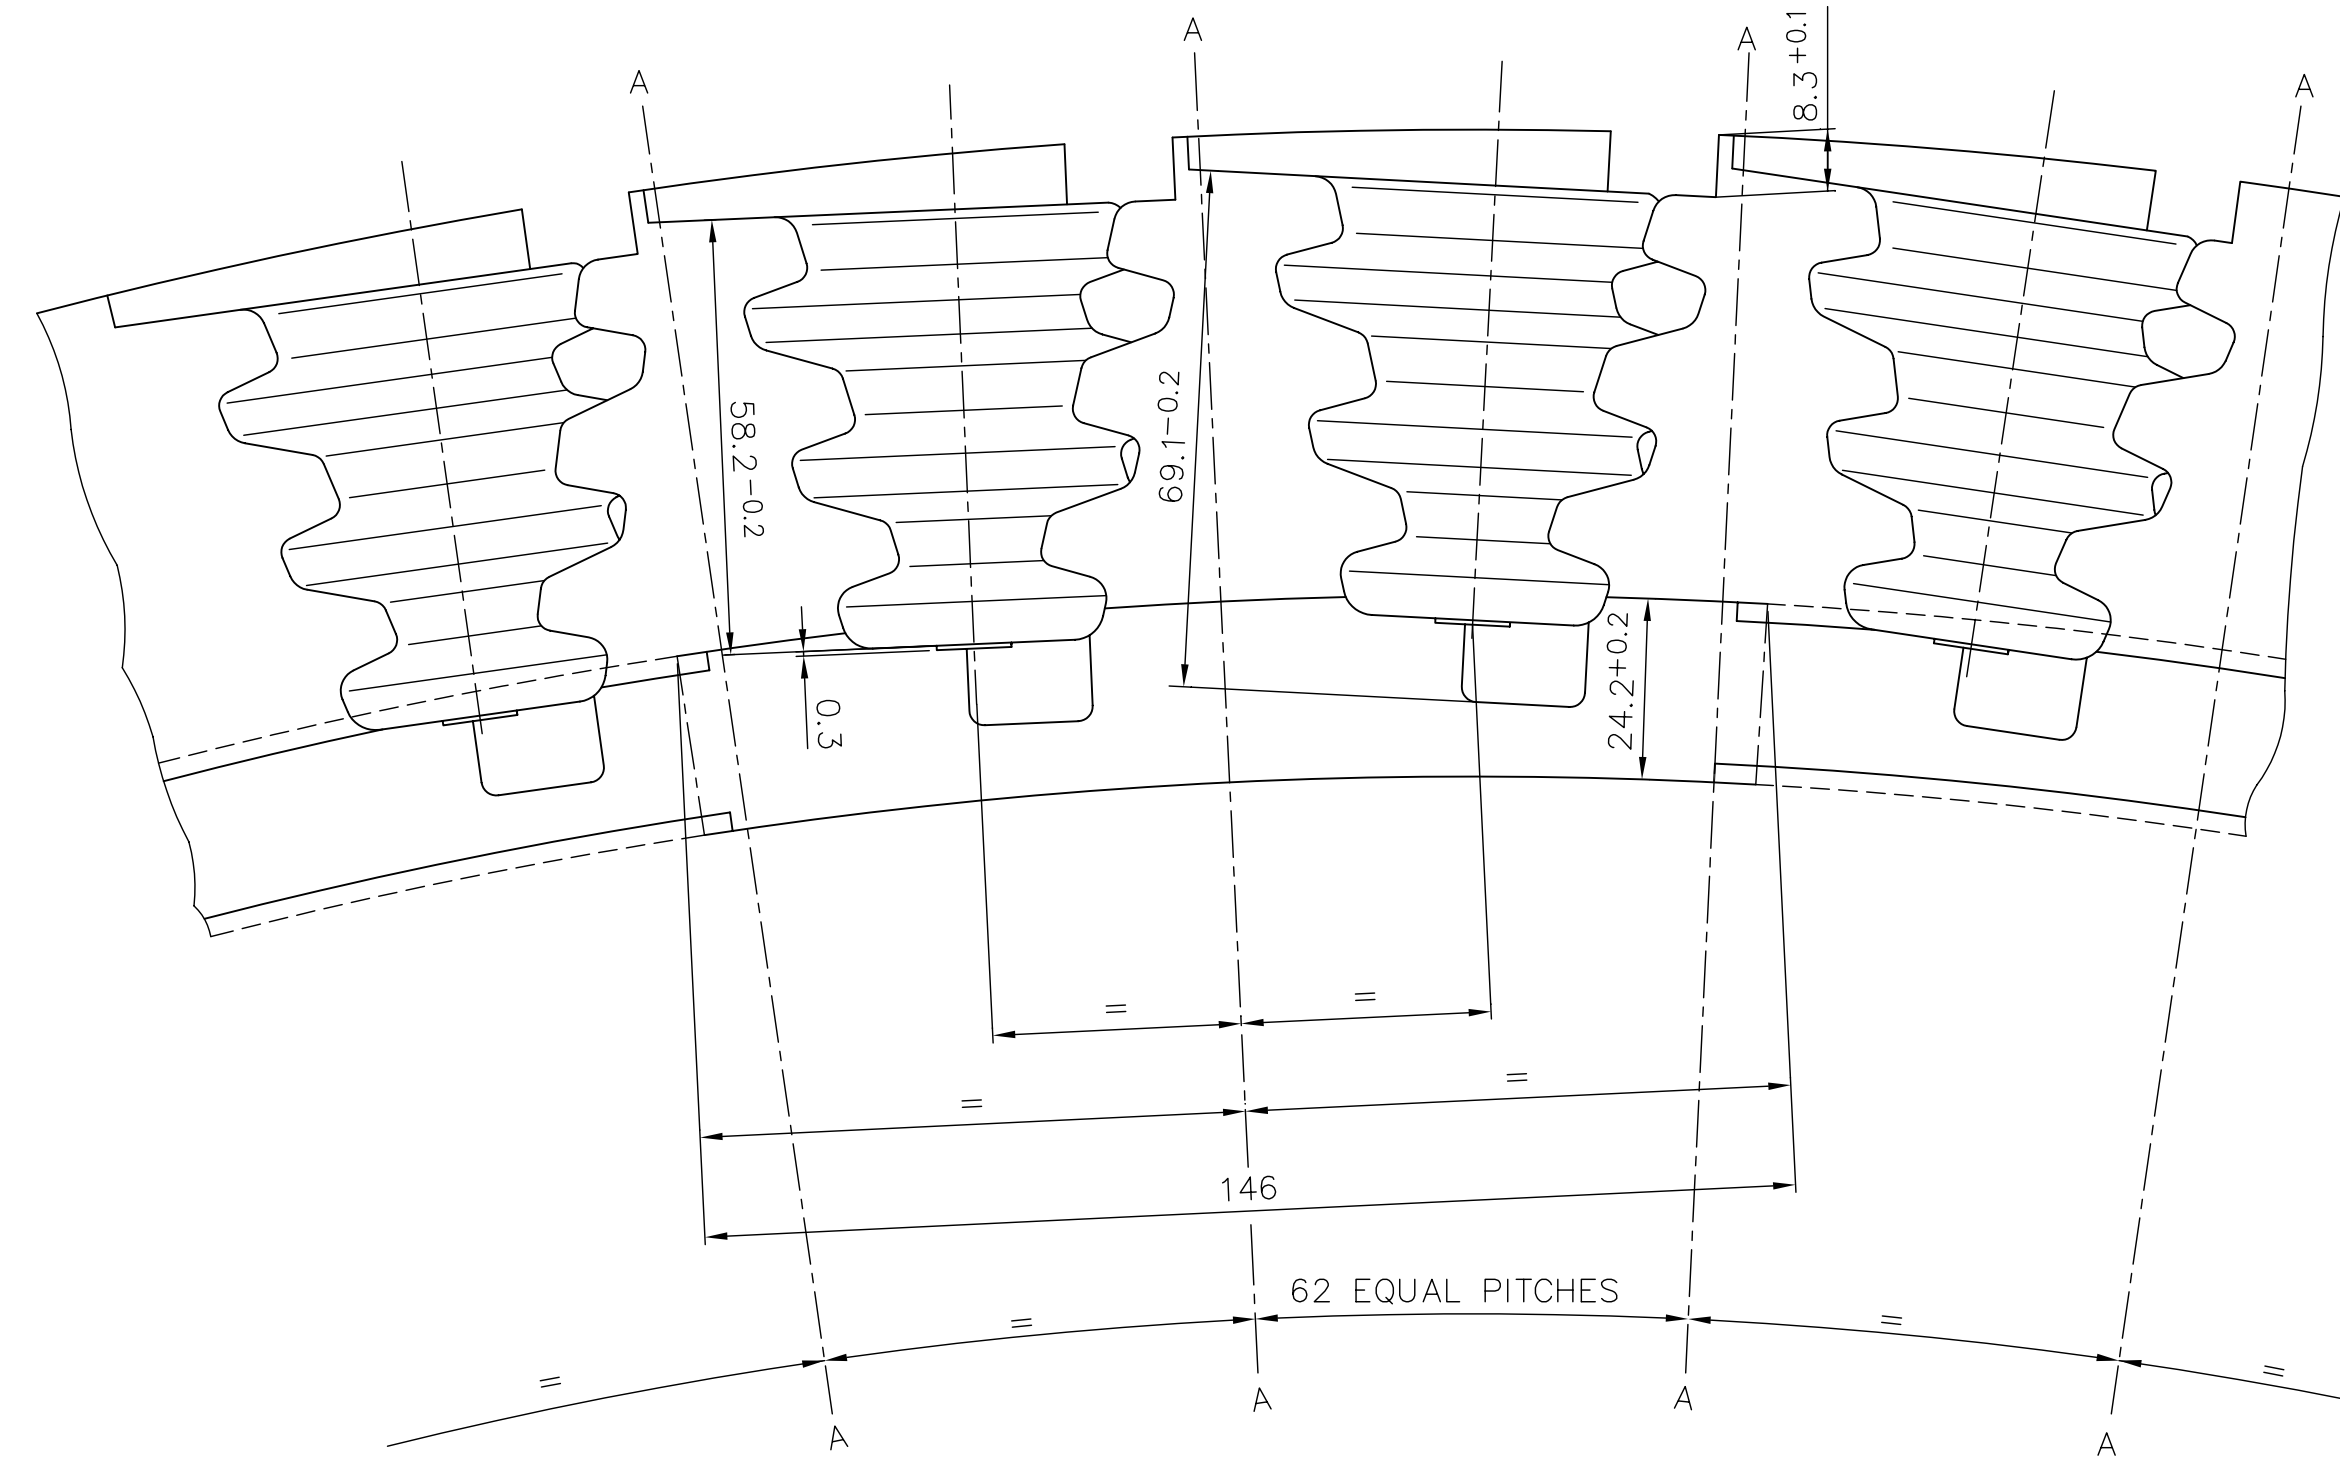 A
A
A
A
8.3+0.1
58.2-0.2
69.1-0.2
0.3
24.2+0.2
=
=
=
=
146
62 EQUAL PITCHES
=
=
=
=
A
A
A
A